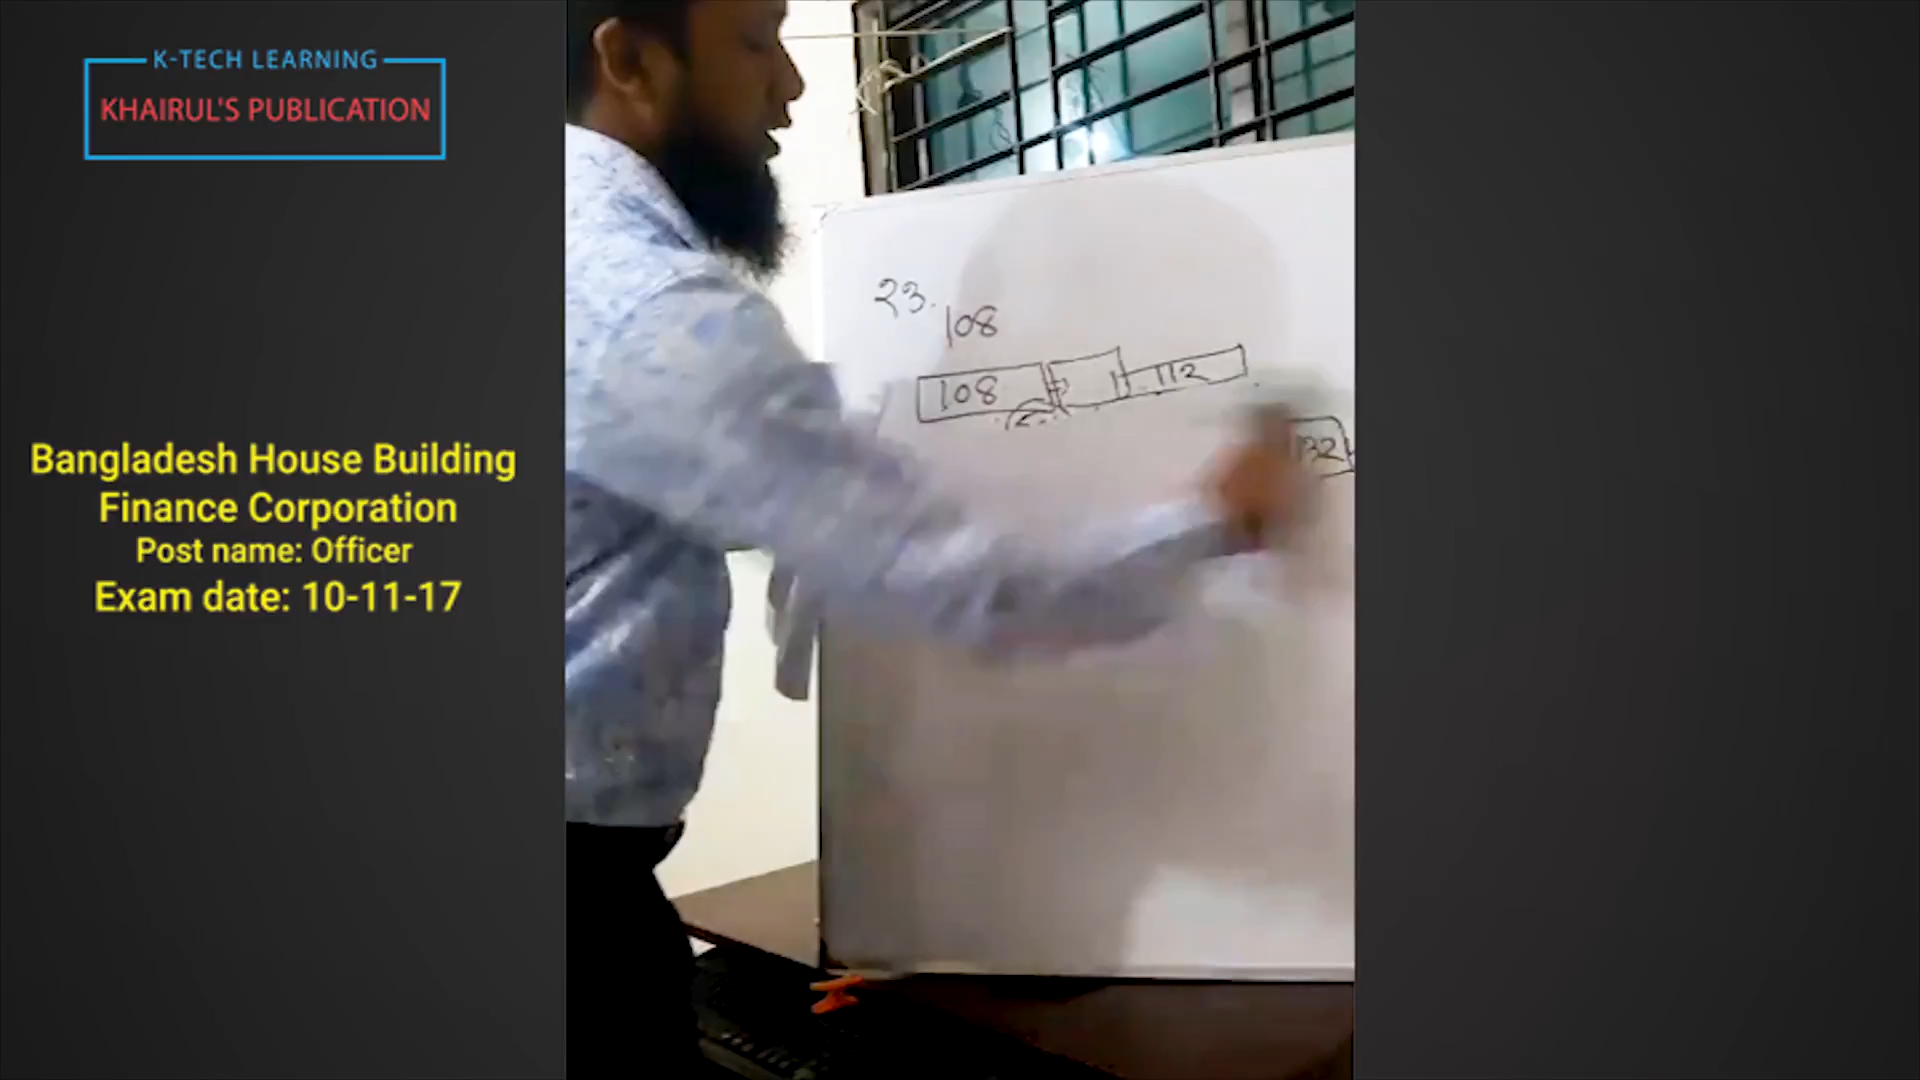 K-TECH LEARNING
KHAIRUL'S PUBLICATION
Bangladesh House Building
Finance Corporation
Post name: Officer
Exam date: 10-11-17
23.
108
108 112
132